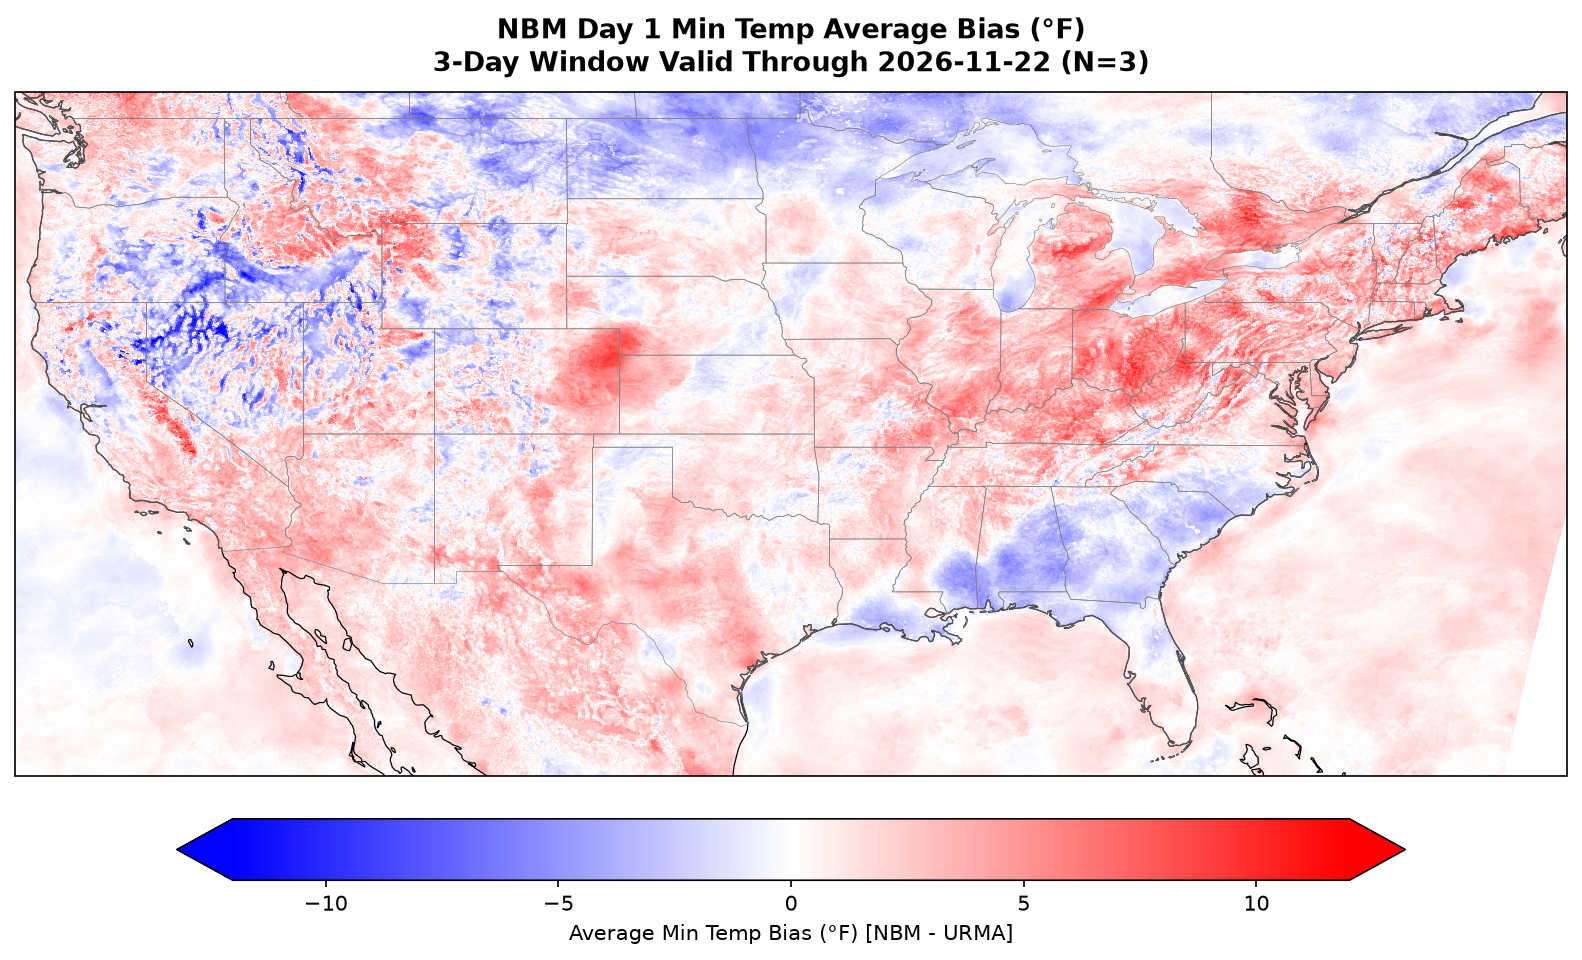 NBM Day 1 Min Temp Average Bias (°F)
3-Day Window Valid Through 2026-11-22 (N=3)
−10 −5 0 5 10
Average Min Temp Bias (°F) [NBM - URMA]